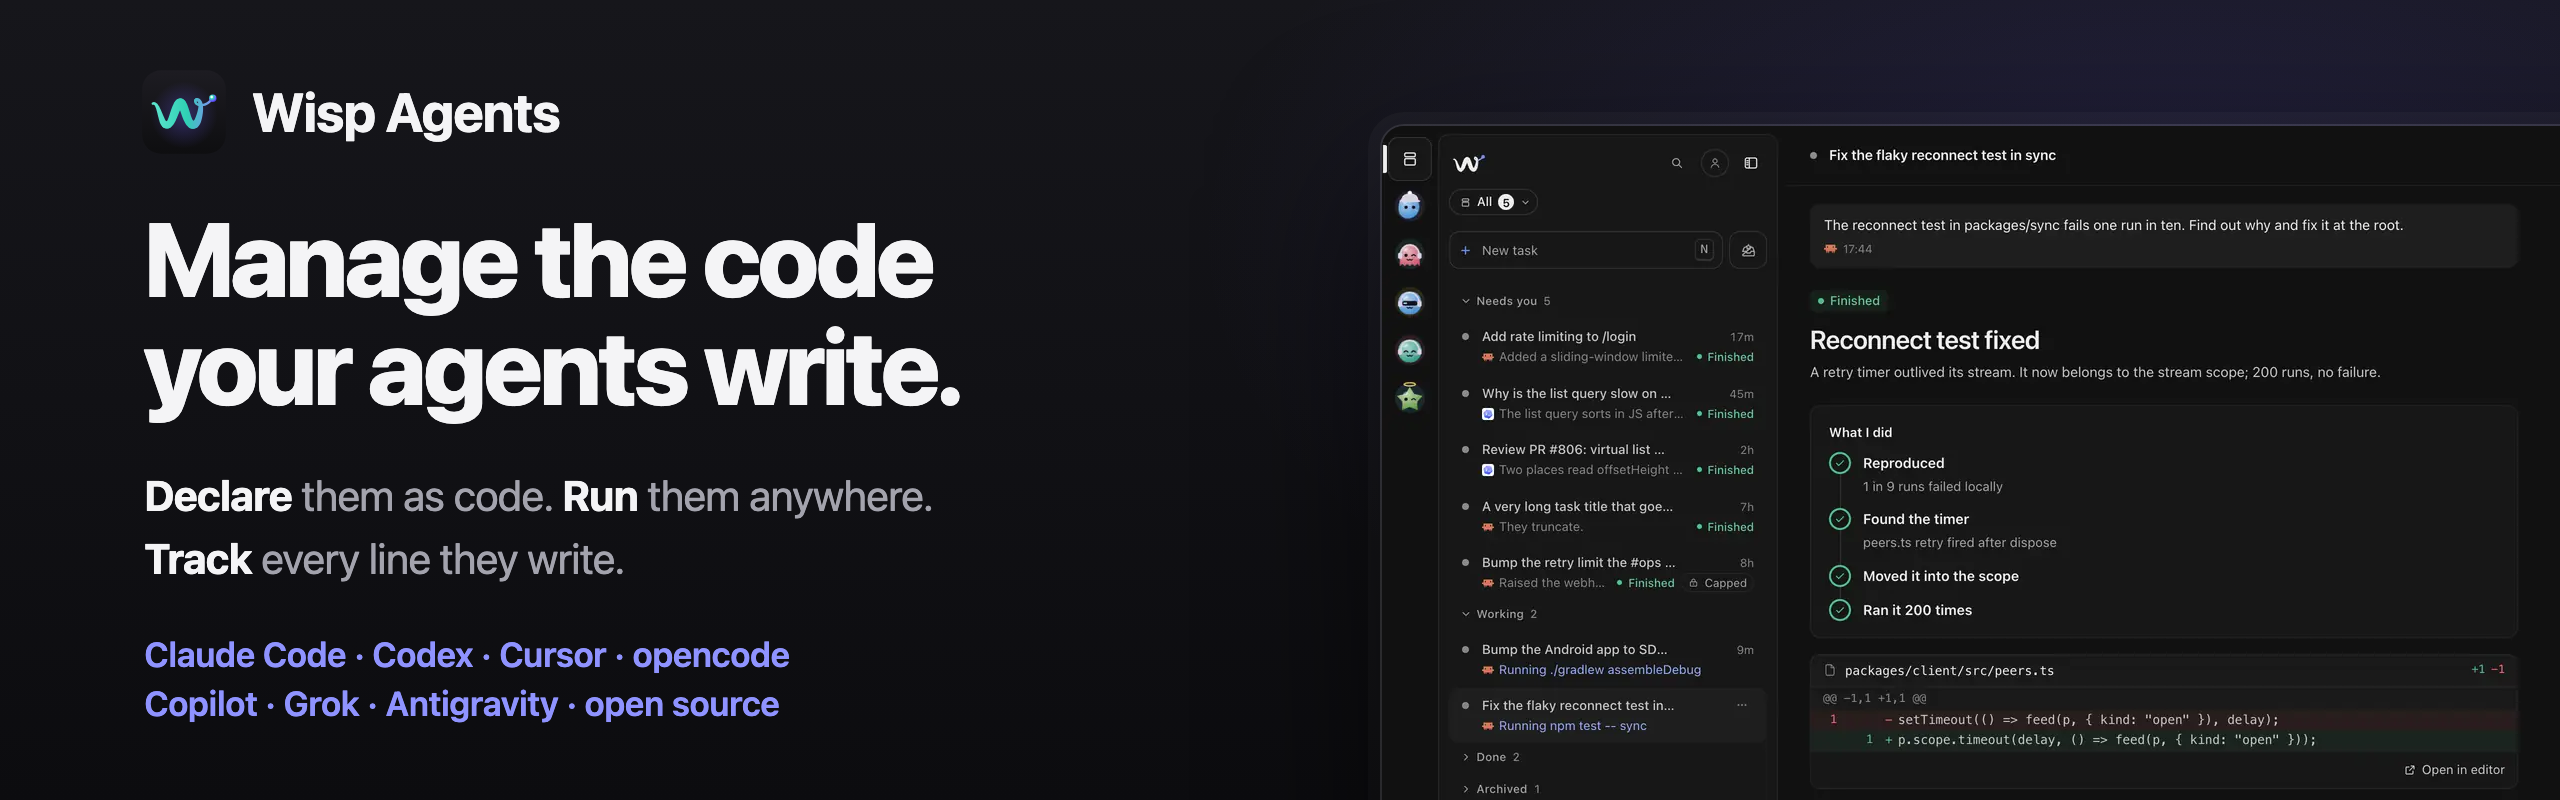 Wisp Agents
Manage the code
your agents write.
Declare them as code. Run them anywhere.
Track every line they write.
Claude Code · Codex · Cursor · opencode
Copilot · Grok · Antigravity · open source
All 5
+ New task N
Needs you 5
Add rate limiting to /login 17m
Added a sliding-window limite... Finished
Why is the list query slow on ... 45m
The list query sorts in JS after... Finished
Review PR #806: virtual list ... 2h
Two places read offsetHeight ... Finished
A very long task title that goe... 7h
They truncate. Finished
Bump the retry limit the #ops ... 8h
Raised the webh... Finished Capped
Working 2
Bump the Android app to SD... 9m
Running ./gradlew assembleDebug
Fix the flaky reconnect test in... ...
Running npm test -- sync
Done 2
Archived 1
Fix the flaky reconnect test in sync
The reconnect test in packages/sync fails one run in ten. Find out why and fix it at the root.
17:44
Finished
Reconnect test fixed
A retry timer outlived its stream. It now belongs to the stream scope; 200 runs, no failure.
What I did
Reproduced
1 in 9 runs failed locally
Found the timer
peers.ts retry fired after dispose
Moved it into the scope
Ran it 200 times
packages/client/src/peers.ts +1 −1
@@ −1,1 +1,1 @@
1 − setTimeout(() => feed(p, { kind: "open" }), delay);
1 + p.scope.timeout(delay, () => feed(p, { kind: "open" }));
Open in editor